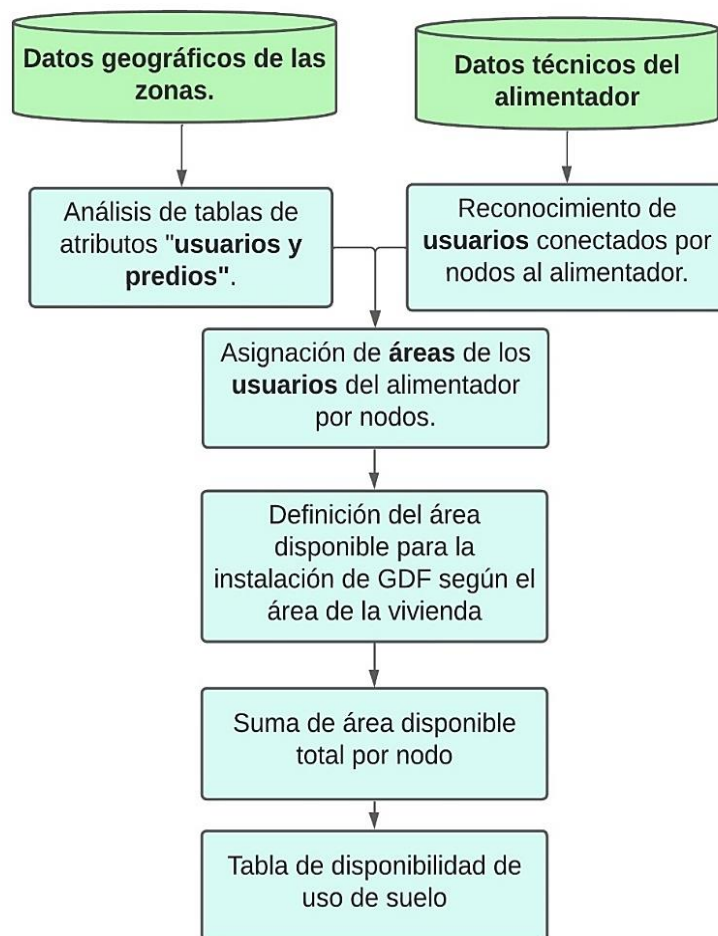 Datos geográficos de las
zonas.
Datos técnicos del
alimentador
Análisis de tablas de
atributos "usuarios y
predios".
Reconocimiento de
usuarios conectados por
nodos al alimentador.
Asignación de áreas de los
usuarios del alimentador
por nodos.
Definición del área
disponible para la
instalación de GDF según el
área de la vivienda
Suma de área disponible
total por nodo
Tabla de disponibilidad de
uso de suelo